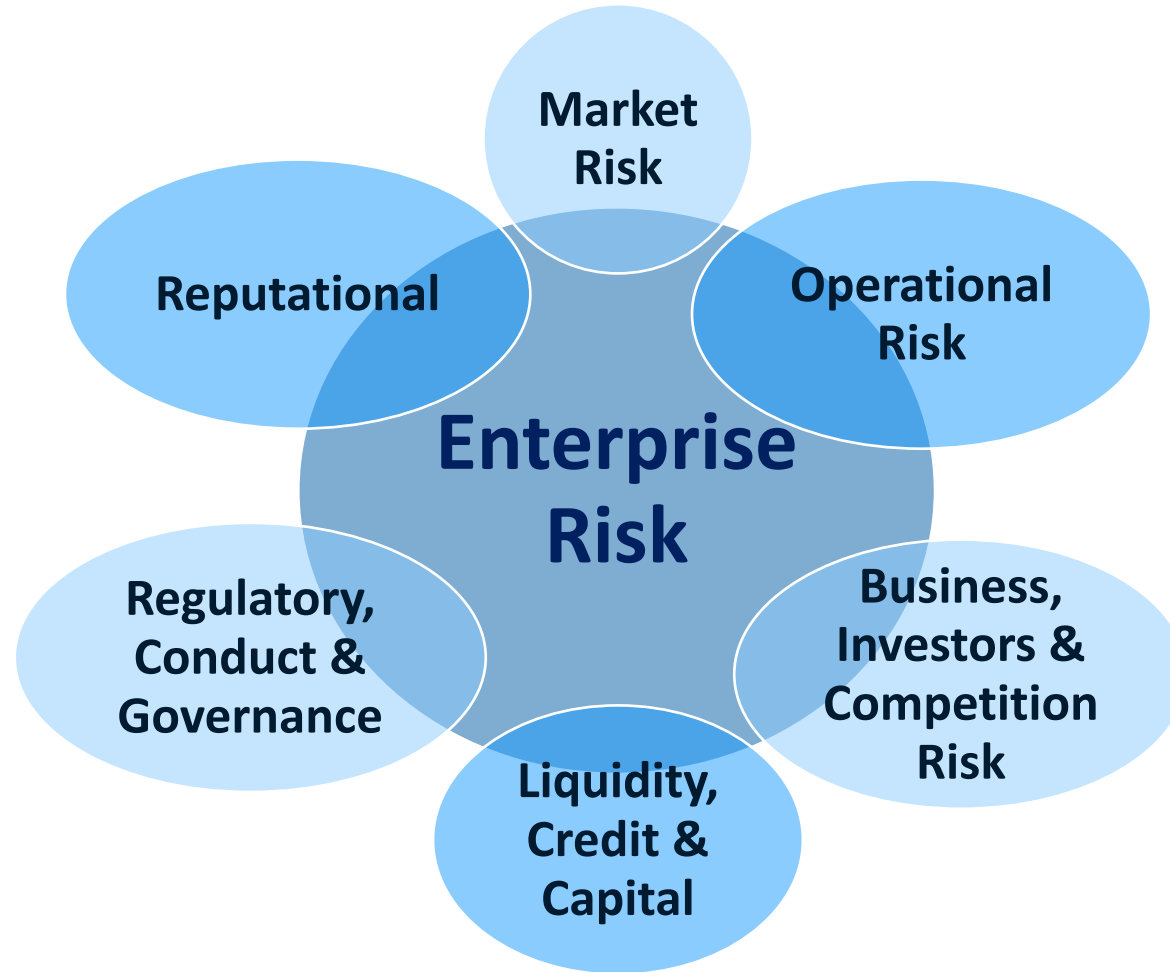 Market
Risk
Reputational
Operational
Risk
Enterprise
Risk
Regulatory,
Conduct &
Governance
Business,
Investors &
Competition
Risk
Liquidity,
Credit &
Capital